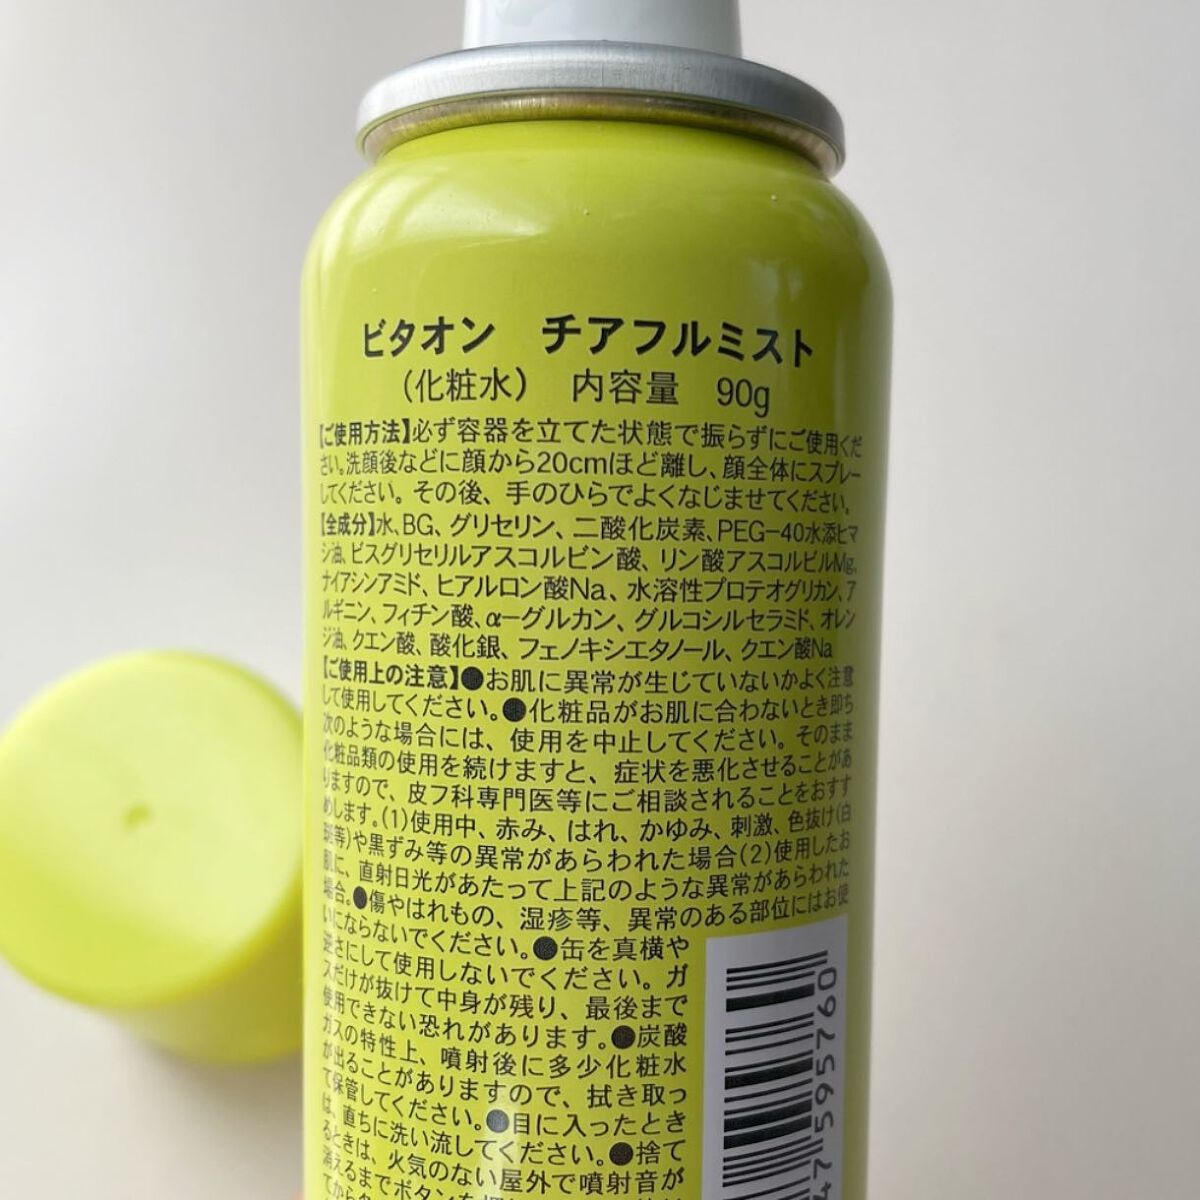 ビタオン　チアフルミスト
（化粧水）　内容量　90g
【ご使用方法】必ず容器を立てた状態で振らずにご使用くだ
さい。洗顔後などに顔から20cmほど離し、顔全体にスプレー
してください。その後、手のひらでよくなじませてください。
【全成分】水、BG、グリセリン、二酸化炭素、PEG-40水添ヒマ
シ油、ビスグリセリルアスコルビン酸、リン酸アスコルビルMg、
ナイアシンアミド、ヒアルロン酸Na、水溶性プロテオグリカン、ア
ルギニン、フィチン酸、α-グルカン、グルコシルセラミド、オレン
ジ油、クエン酸、酸化銀、フェノキシエタノール、クエン酸Na
【ご使用上の注意】●お肌に異常が生じていないかよく注意
して使用してください。●化粧品がお肌に合わないとき即ち
次のような場合には、使用を中止してください。そのまま
化粧品類の使用を続けますと、症状を悪化させることがあ
りますので、皮フ科専門医等にご相談されることをおすす
めします。(1)使用中、赤み、はれ、かゆみ、刺激、色抜け(白
斑等)や黒ずみ等の異常があらわれた場合(2)使用したお
肌に、直射日光があたって上記のような異常があらわれた
場合。●傷やはれもの、湿疹等、異常のある部位にはお使
いにならないでください。●缶を真横や
逆さにして使用しないでください。ガ
スだけが抜けて中身が残り、最後まで
使用できない恐れがあります。●炭酸
ガスの特性上、噴射後に多少化粧水
が出ることがありますので、拭き取っ
て保管してください。●目に入ったとき
は、直ちに洗い流してください。●捨て
るときは、火気のない屋外で噴射音が
消えるまでボタンを
47595760